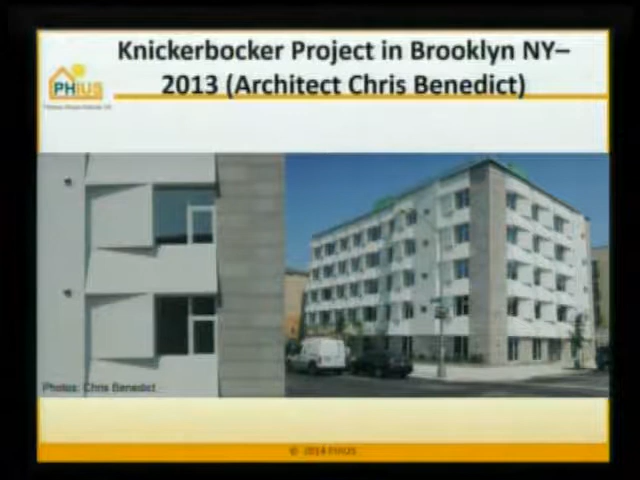 Knickerbocker Project in Brooklyn NY–
2013 (Architect Chris Benedict)
PHIUS
Photos: Chris Benedict
© 2014 PHIUS